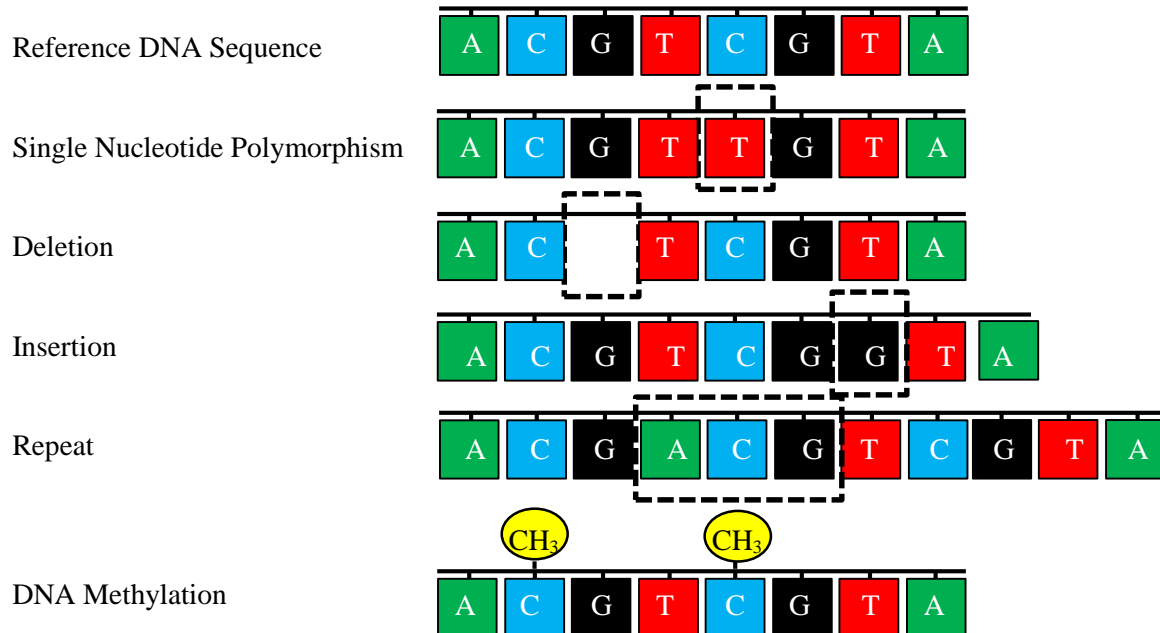 Reference DNA Sequence A C G T C G T A
Single Nucleotide Polymorphism A C G T T G T A
Deletion A C T C G T A
Insertion A C G T C G G T A
Repeat A C G A C G T C G T A
CH₃ CH₃
DNA Methylation A C G T C G T A